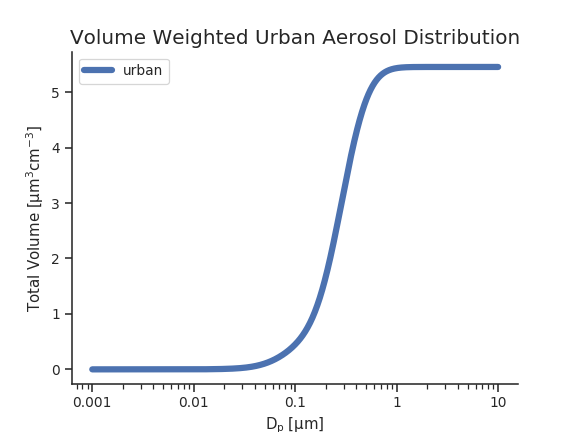 Volume Weighted Urban Aerosol Distribution
urban
Total Volume [μm³cm⁻³]
5
4
3
2
1
0
0.001 0.01 0.1 1 10
Dₚ [μm]